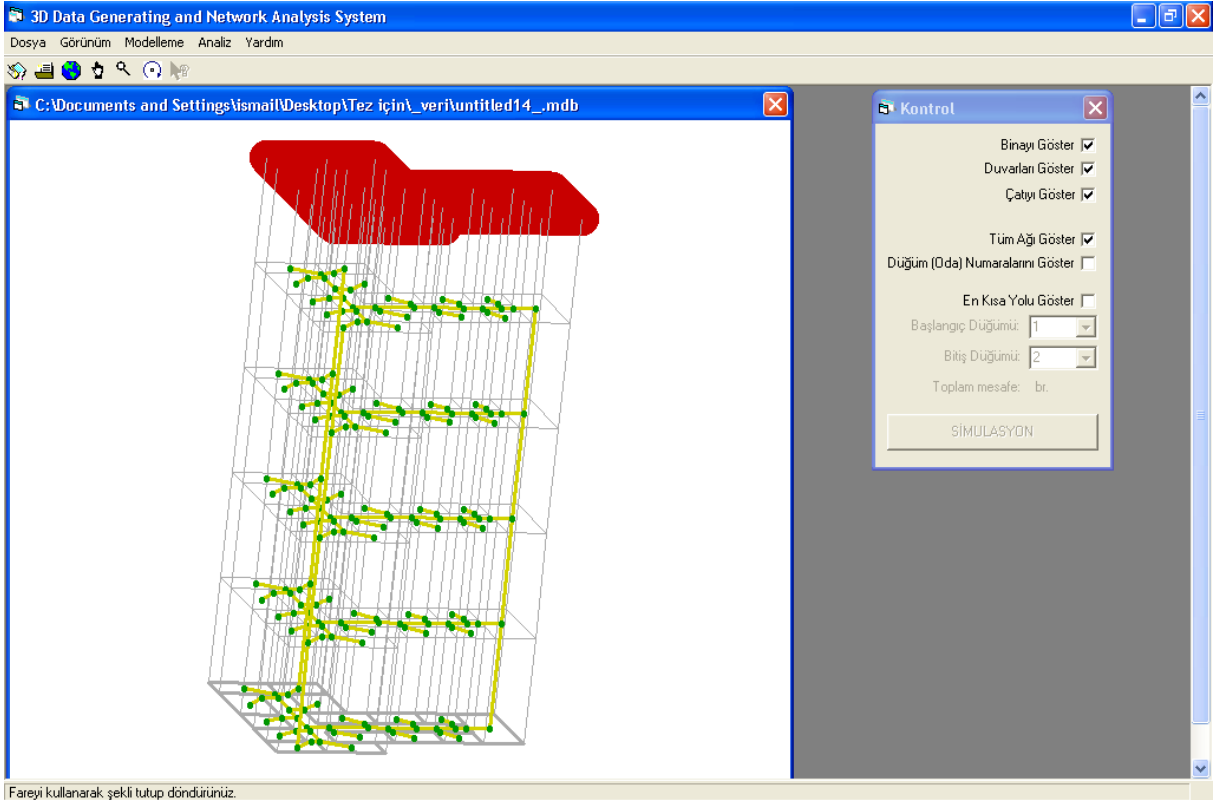 3D Data Generating and Network Analysis System
Dosya Görünüm Modelleme Analiz Yardım
C:\Documents and Settings\ismail\Desktop\Tez için\_veri\untitled14_.mdb
Kontrol
Binayı Göster
Duvarları Göster
Çatıyı Göster
Tüm Ağı Göster
Düğüm (Oda) Numaralarını Göster
En Kısa Yolu Göster
Başlangıç Düğümü: 1
Bitiş Düğümü: 2
Toplam mesafe: br.
SİMULASYON
Fareyi kullanarak şekli tutup döndürünüz.